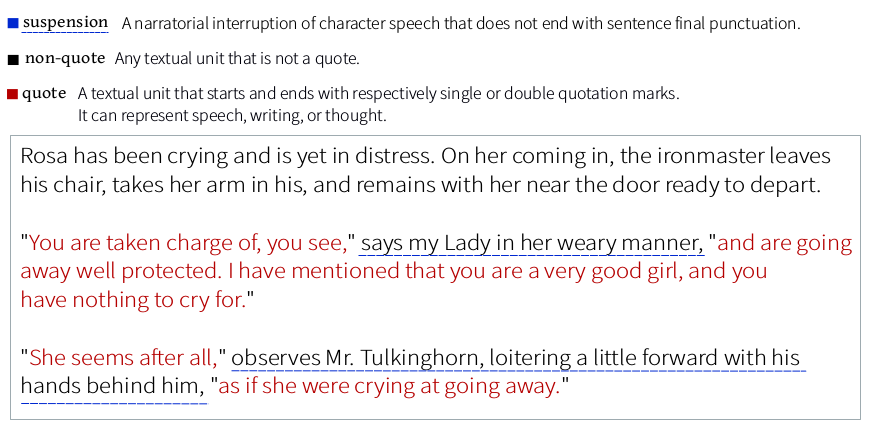 suspension A narratorial interruption of character speech that does not end with sentence final punctuation.
non-quote Any textual unit that is not a quote.
quote A textual unit that starts and ends with respectively single or double quotation marks.
It can represent speech, writing, or thought.
Rosa has been crying and is yet in distress. On her coming in, the ironmaster leaves
his chair, takes her arm in his, and remains with her near the door ready to depart.
"You are taken charge of, you see," says my Lady in her weary manner, "and are going
away well protected. I have mentioned that you are a very good girl, and you
have nothing to cry for."
"She seems after all," observes Mr. Tulkinghorn, loitering a little forward with his
hands behind him, "as if she were crying at going away."